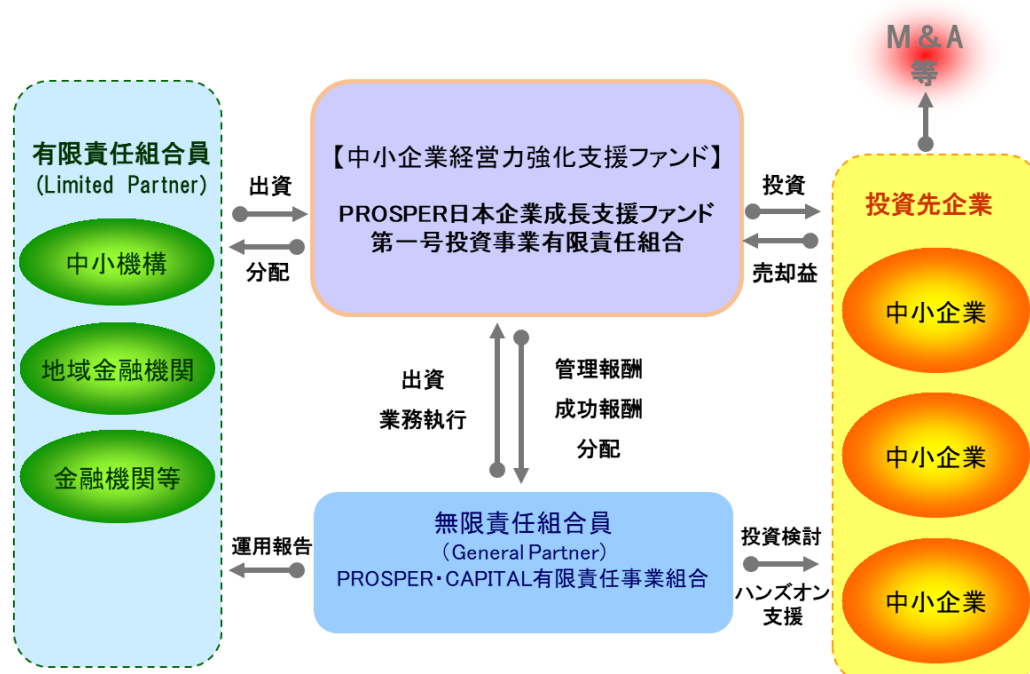 M&A
等
有限責任組合員
(Limited Partner)
中小機構
地域金融機関
金融機関等
出資
分配
【中小企業経営力強化支援ファンド】
PROSPER日本企業成長支援ファンド
第一号投資事業有限責任組合
投資
売却益
投資先企業
中小企業
中小企業
中小企業
出資
業務執行
管理報酬
成功報酬
分配
運用報告
無限責任組合員
(General Partner)
PROSPER・CAPITAL有限責任事業組合
投資検討
ハンズオン
支援